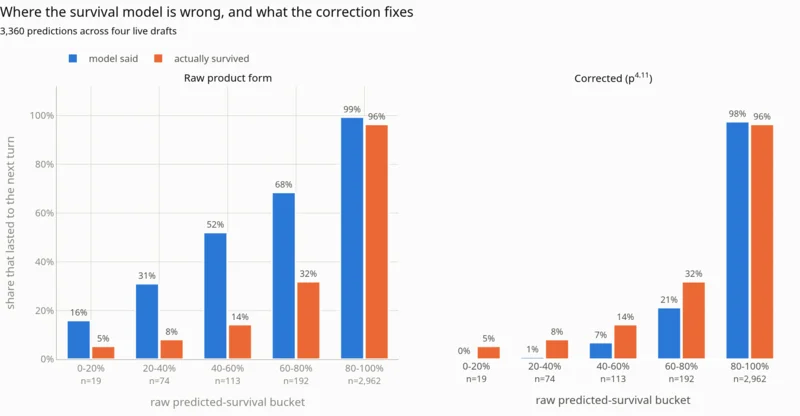 Where the survival model is wrong, and what the correction fixes
3,360 predictions across four live drafts
model said actually survived
Raw product form
share that lasted to the next turn
100%
80%
60%
40%
20%
0%
16% 5% 31% 8% 52% 14% 68% 32% 99% 96%
0-20% 20-40% 40-60% 60-80% 80-100%
n=19 n=74 n=113 n=192 n=2,962
raw predicted-survival bucket
Corrected (p^4.11)
0% 5% 1% 8% 7% 14% 21% 32% 98% 96%
0-20% 20-40% 40-60% 60-80% 80-100%
n=19 n=74 n=113 n=192 n=2,962
raw predicted-survival bucket